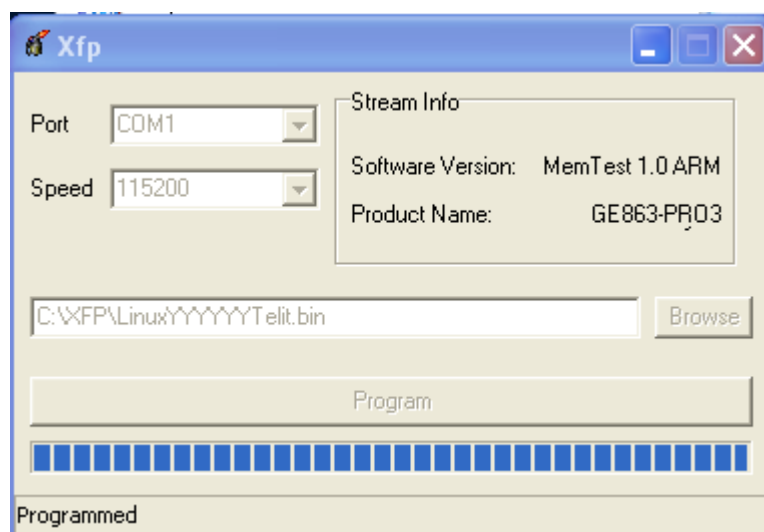 Xfp
Port COM1
Speed 115200
Stream Info
Software Version: MemTest 1.0 ARM
Product Name: GE863-PRO3
C:\XFP\LinuxYYYYYYTelit.bin
Browse
Program
Programmed